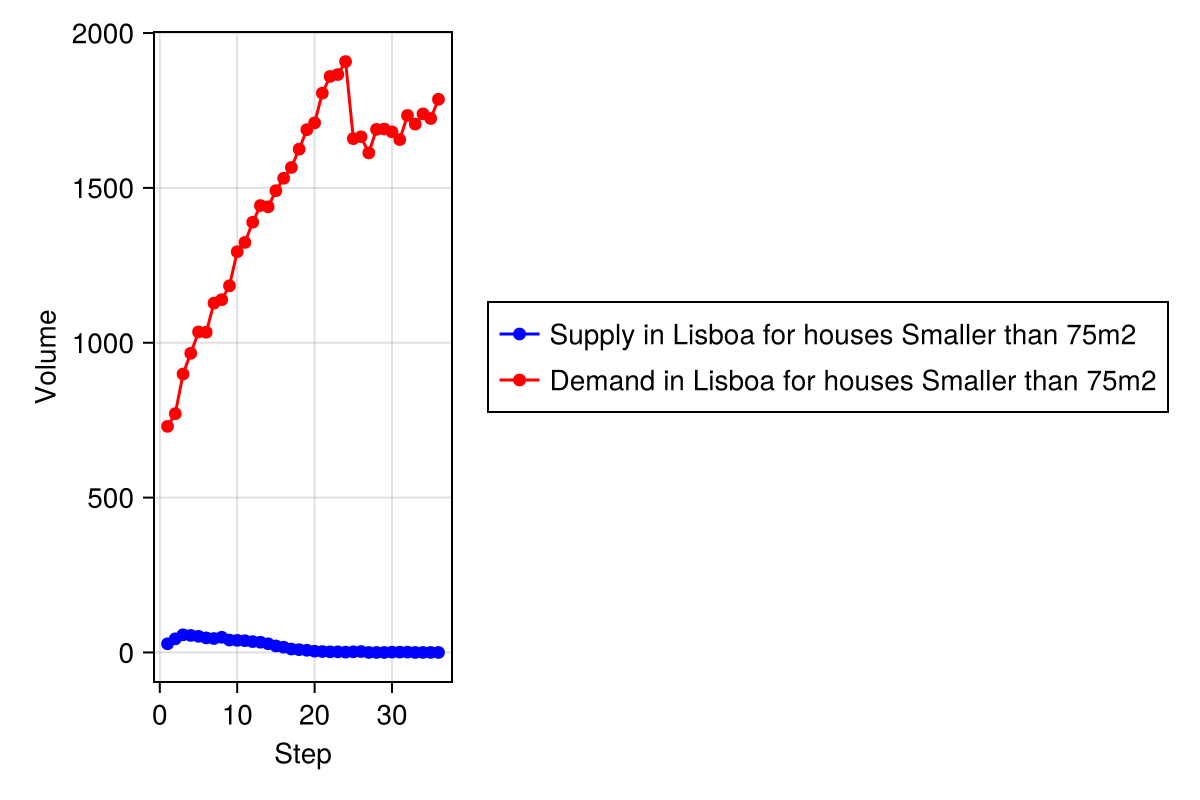 2000
1500
1000
500
0
Volume
0 10 20 30
Step
Supply in Lisboa for houses Smaller than 75m2
Demand in Lisboa for houses Smaller than 75m2